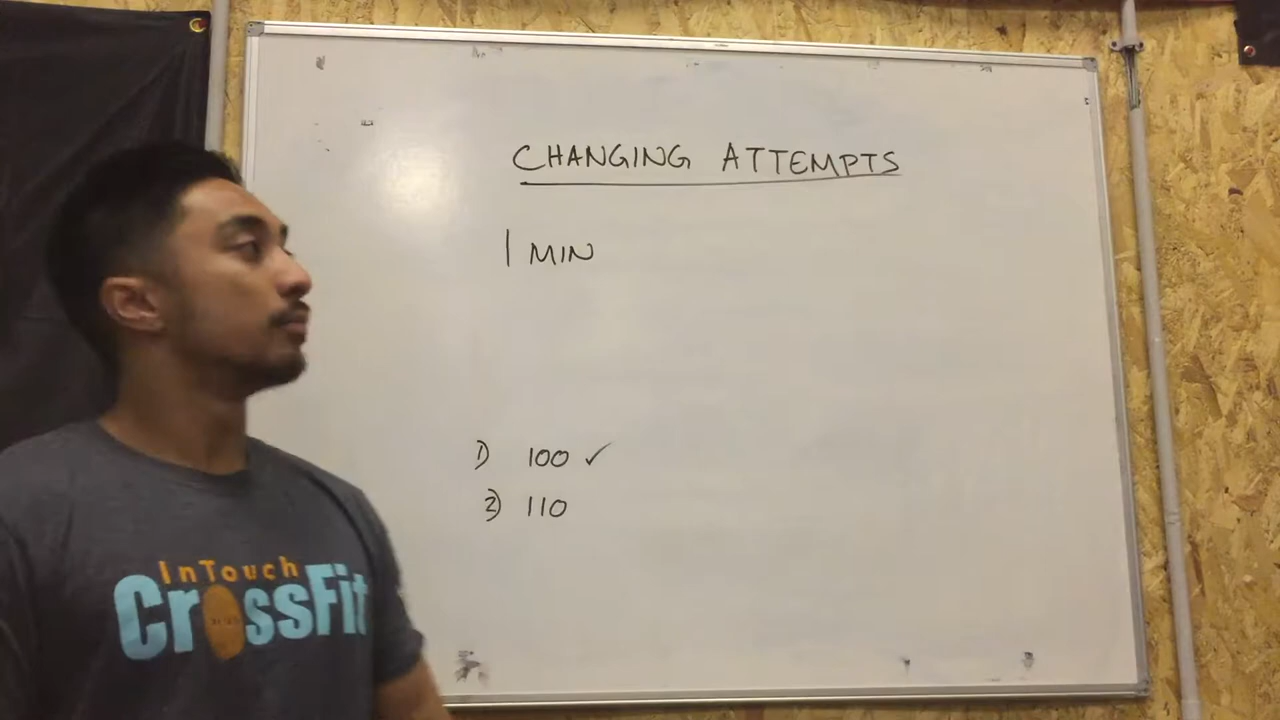 CHANGING ATTEMPTS
1 MIN
1) 100 ✓
2) 110
InTouch
CrossFit